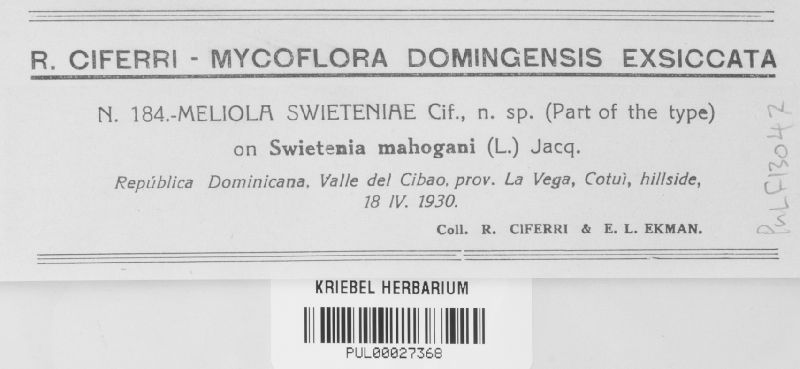 R. CIFERRI - MYCOFLORA DOMINGENSIS EXSICCATA
N. 184.-MELIOLA SWIETENIAE Cif., n. sp. (Part of the type)
on Swietenia mahogani (L.) Jacq.
República Dominicana. Valle del Cibao, prov. La Vega, Cotuì, hillside,
18 IV. 1930.
Coll. R. CIFERRI & E. L. EKMAN.
PuLF13042
KRIEBEL HERBARIUM
PUL00027368